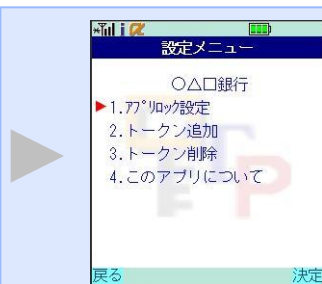 設定メニュー
○△□銀行
1.ｱﾌﾟﾘﾛｯｸ設定
2.トークン追加
3.トークン削除
4.このアプリについて
戻る 決定